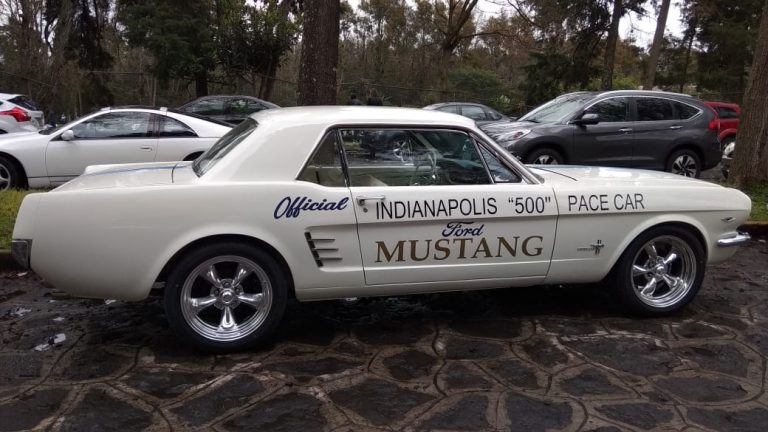 Official INDIANAPOLIS "500" PACE CAR
Ford
MUSTANG